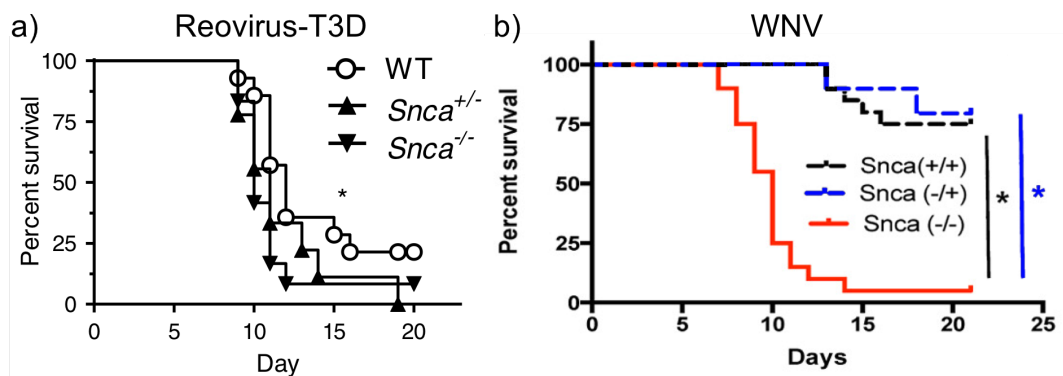 a) Reovirus-T3D
Percent survival
100
75
50
25
0
WT
Snca+/-
Snca-/-
*
0 5 10 15 20
Day
b) WNV
Percent survival
100
75
50
25
0
Snca(+/+)
Snca (-/+)
Snca (-/-)
* *
0 5 10 15 20 25
Days